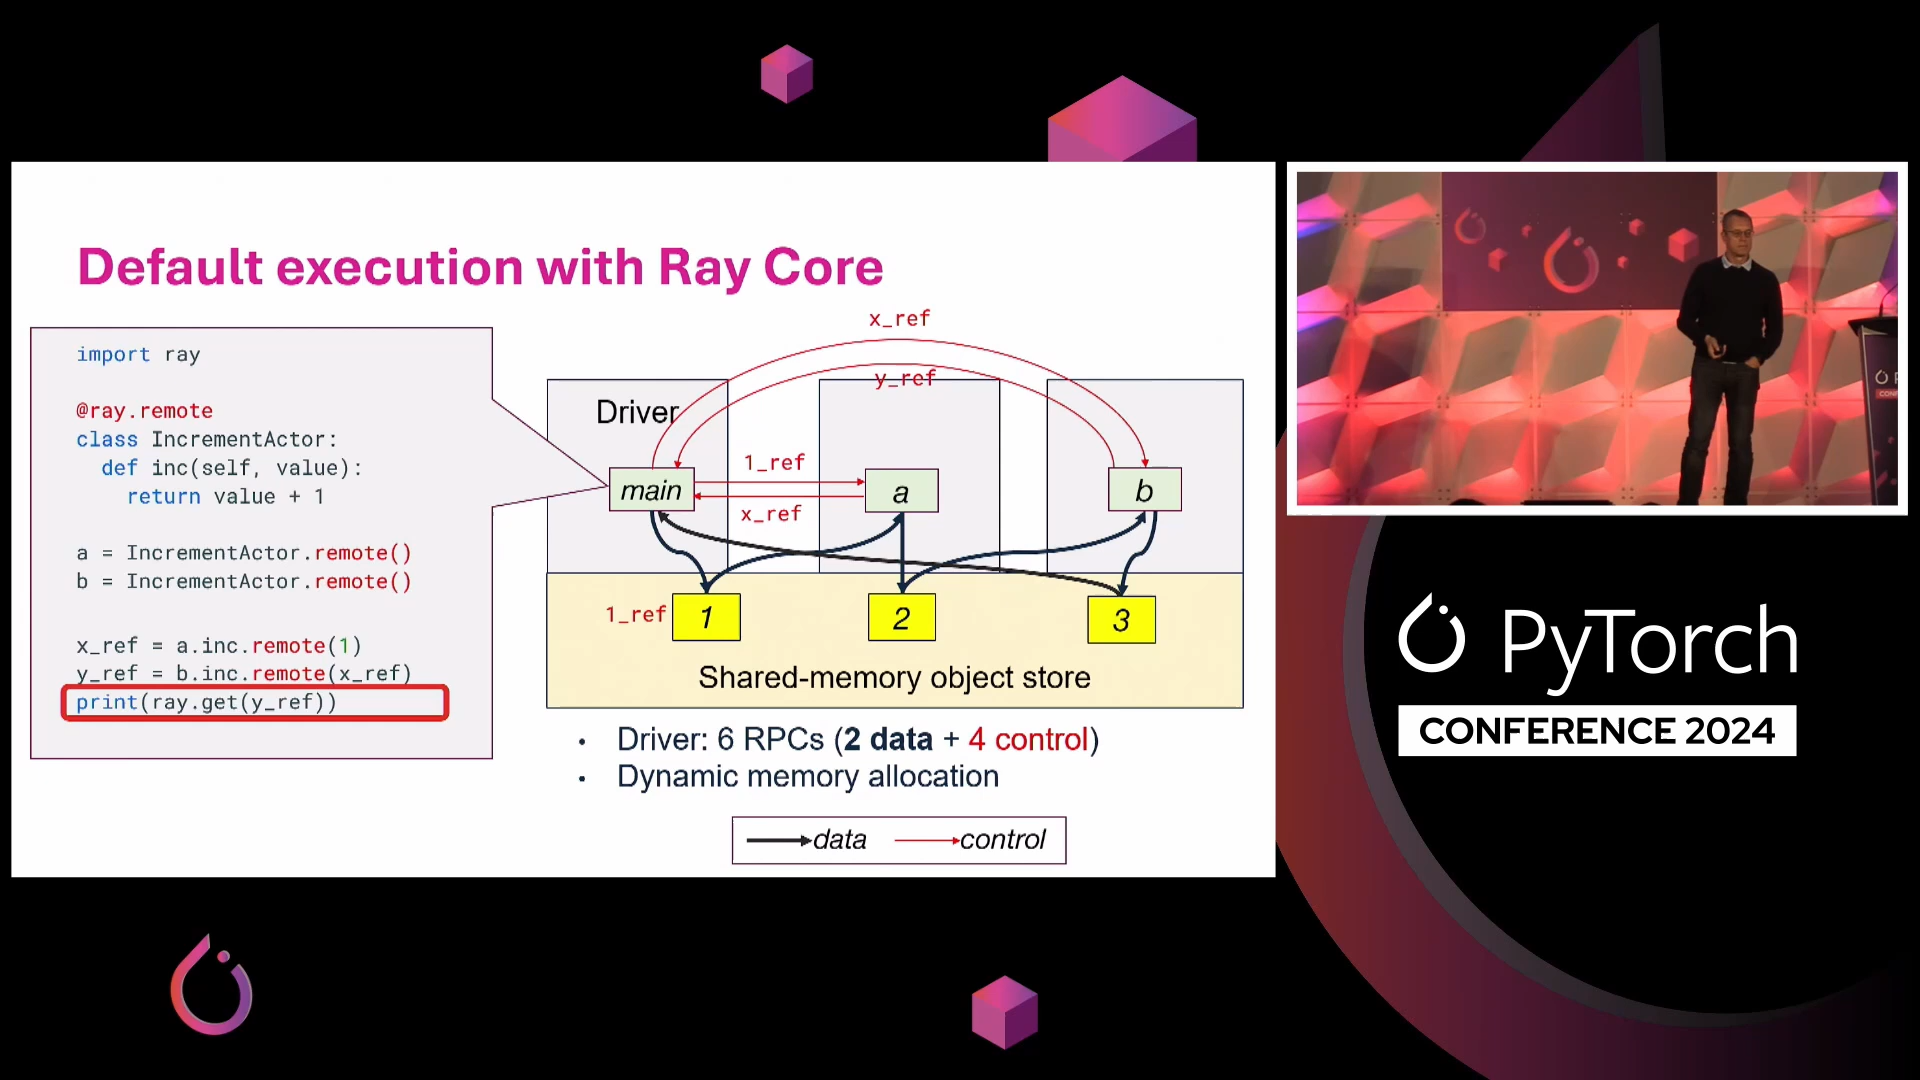 Default execution with Ray Core
import ray
@ray.remote
class IncrementActor:
def inc(self, value):
return value + 1
a = IncrementActor.remote()
b = IncrementActor.remote()
x_ref = a.inc.remote(1)
y_ref = b.inc.remote(x_ref)
print(ray.get(y_ref))
x_ref
y_ref
Driver
1_ref
main
a
b
x_ref
1_ref
1
2
3
Shared-memory object store
• Driver: 6 RPCs (2 data + 4 control)
• Dynamic memory allocation
data
control
PyTorch
CONFERENCE 2024